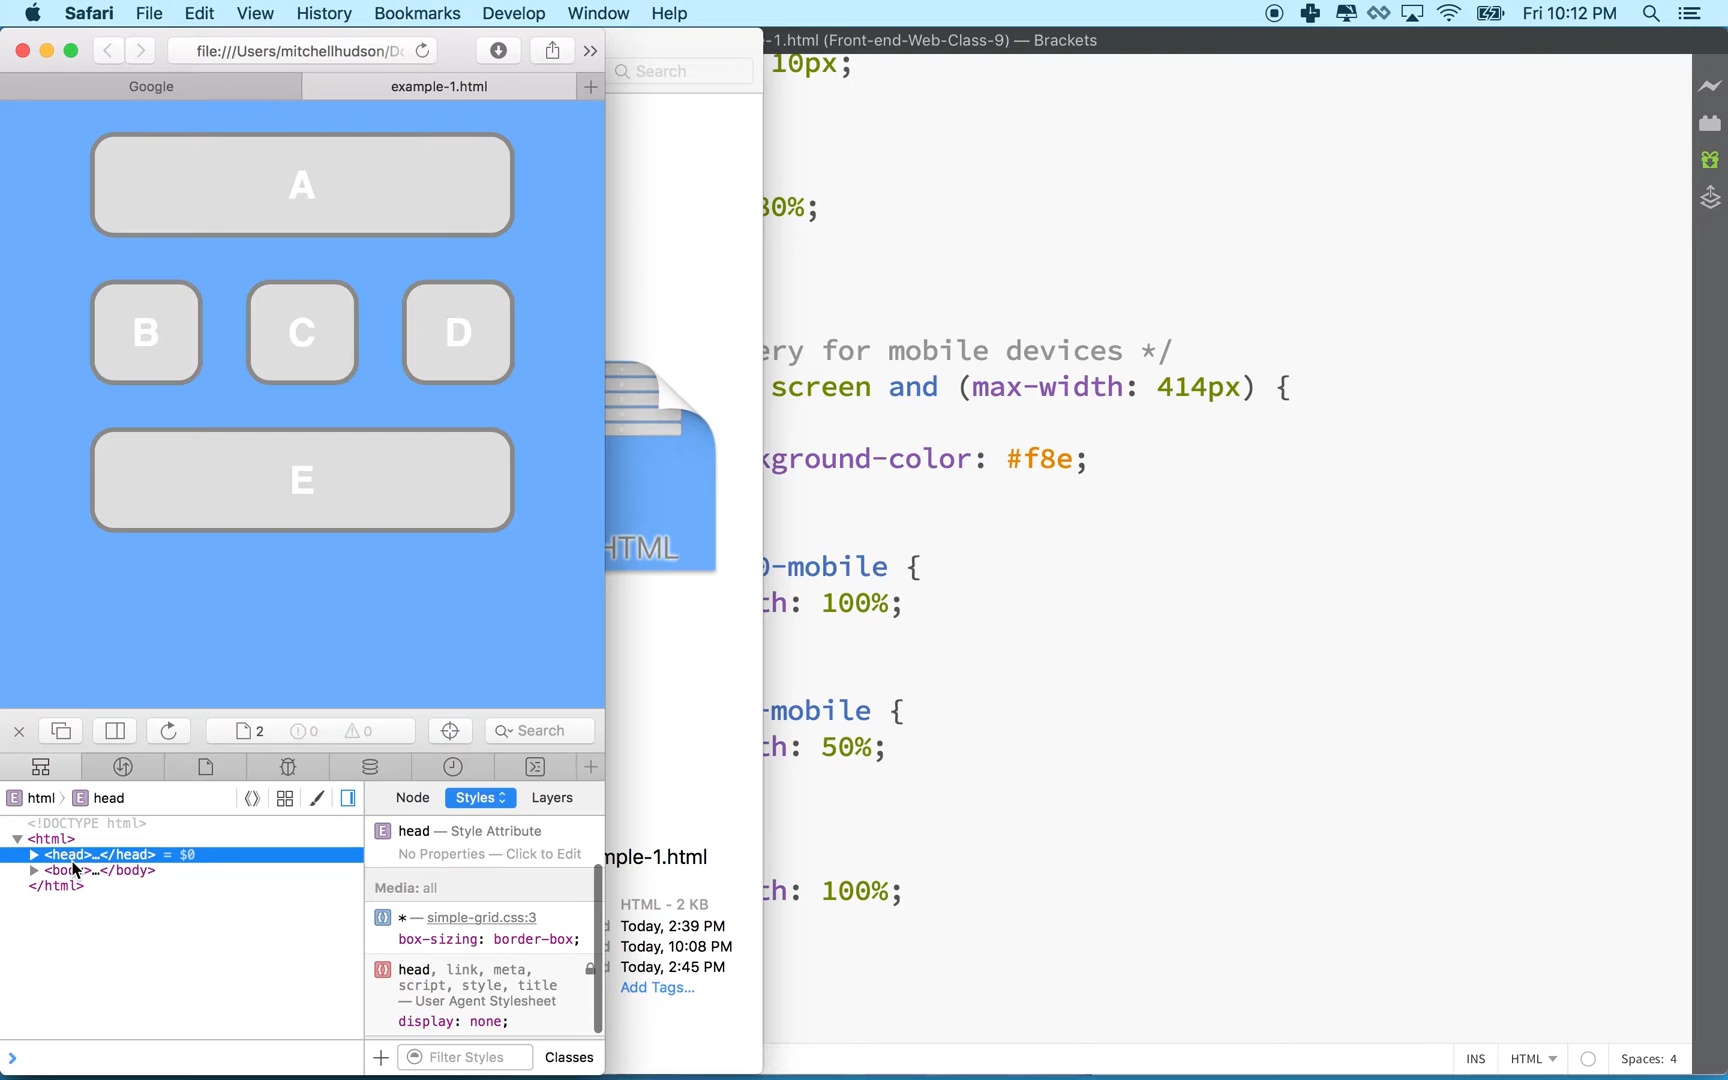 Safari File Edit View History Bookmarks Develop Window Help Fri 10:12 PM
-1.html (Front-end-Web-Class-9) — Brackets
file:///Users/mitchellhudson/Dc
Search
10px;
Google example-1.html
A
30%;
B C D
ery for mobile devices */
screen and (max-width: 414px) {
kground-color: #f8e;
E
HTML
0-mobile {
th: 100%;
-mobile {
th: 50%;
2 0 0 Search
html head Node Styles Layers
<!DOCTYPE html>
<html>
<head>…</head> = $0
<body>…</body>
</html>
head — Style Attribute
No Properties — Click to Edit
Media: all
* — simple-grid.css:3
box-sizing: border-box;
head, link, meta,
script, style, title
— User Agent Stylesheet
display: none;
Filter Styles Classes
mple-1.html
HTML - 2 KB
d Today, 2:39 PM
d Today, 10:08 PM
d Today, 2:45 PM
Add Tags...
th: 100%;
INS HTML Spaces: 4